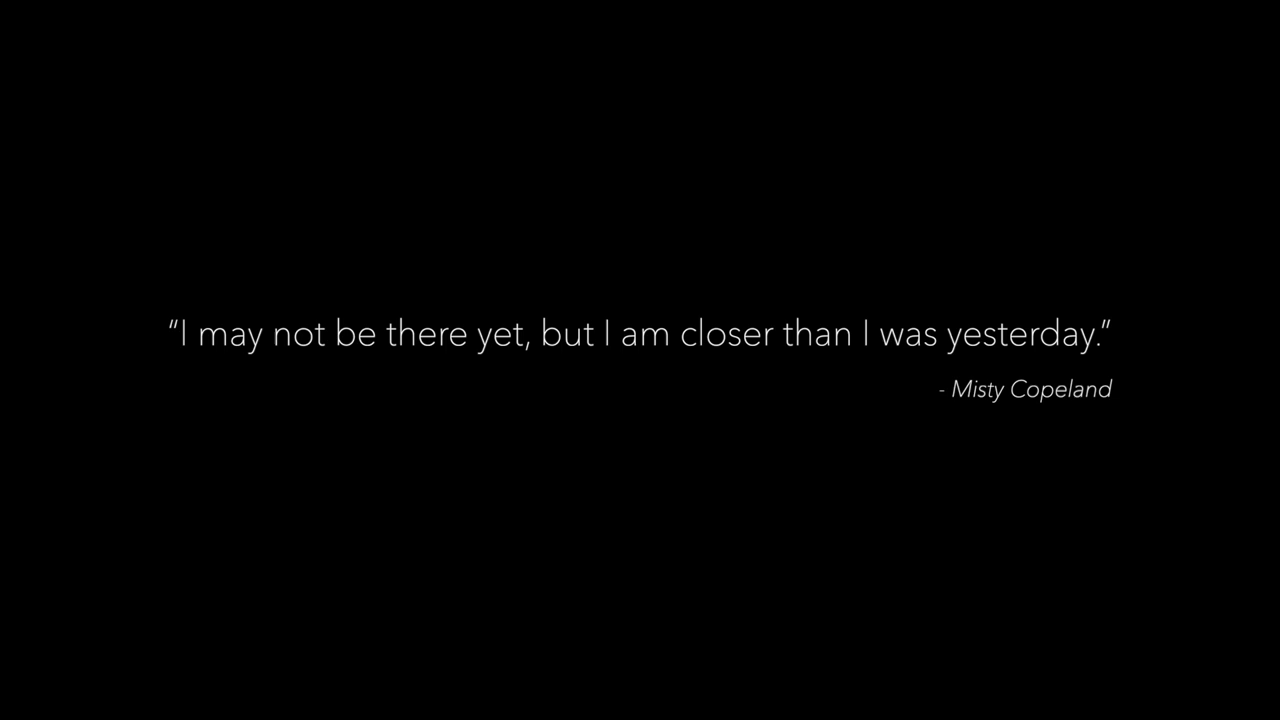 “I may not be there yet, but I am closer than I was yesterday.”
- Misty Copeland